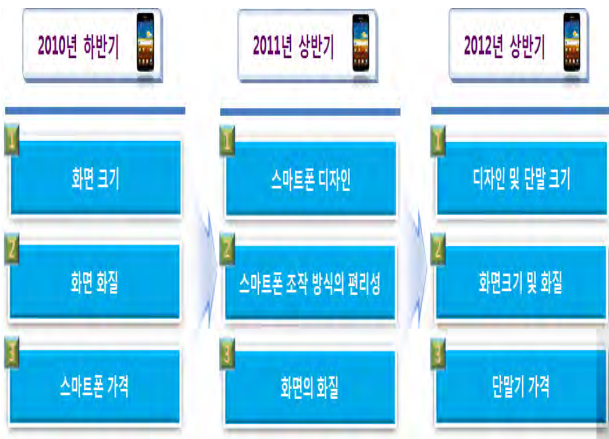 2010년 하반기
1
화면 크기
2
화면 화질
3
스마트폰 가격
2011년 상반기
1
스마트폰 디자인
2
스마트폰 조작 방식의 편리성
3
화면의 화질
2012년 상반기
1
디자인 및 단말 크기
2
화면크기 및 화질
3
단말기 가격